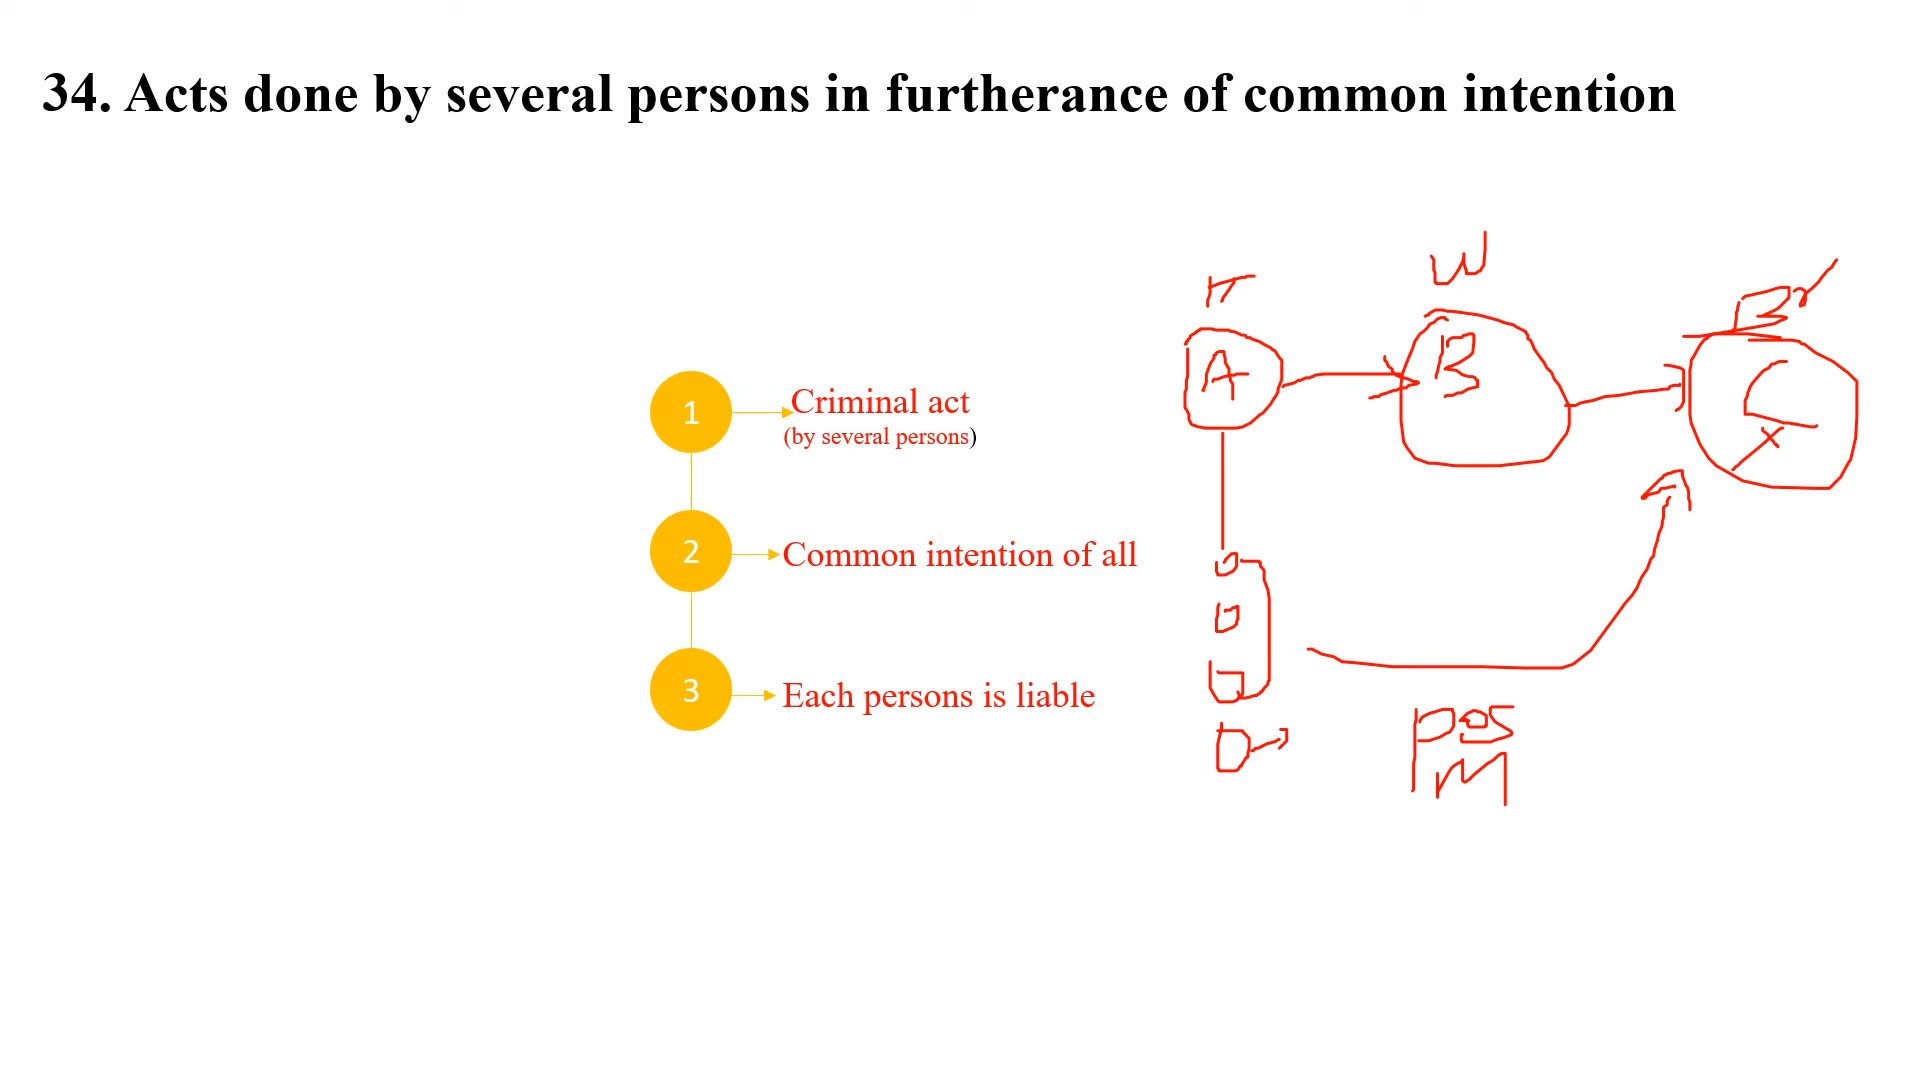 34. Acts done by several persons in furtherance of common intention
W
A
B
C
1
Criminal act
(by several persons)
2
Common intention of all
3
Each persons is liable
D